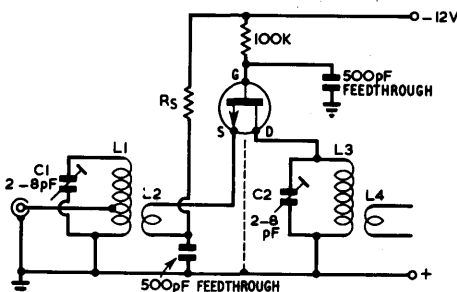 -12V
100K
G
500pF
FEEDTHROUGH
RS
S
D
L1
C1
2-8pF
L2
L3
C2
2-8
pF
L4
500pF FEEDTHROUGH
+